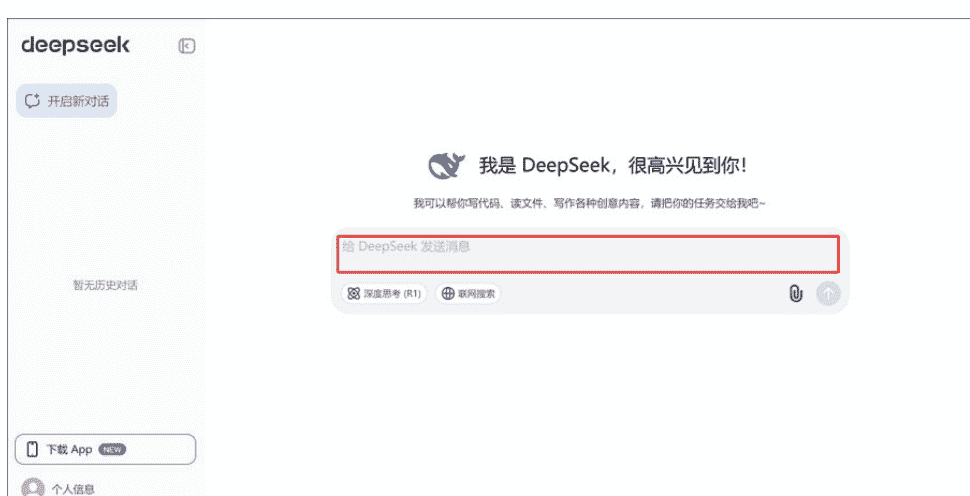 deepseek
开启新对话
我是 DeepSeek，很高兴见到你！
我可以帮你写代码、读文件、写作各种创意内容，请把你的任务交给我吧~
给 DeepSeek 发送消息
深度思考 (R1)
联网搜索
暂无历史对话
下载 App NEW
个人信息